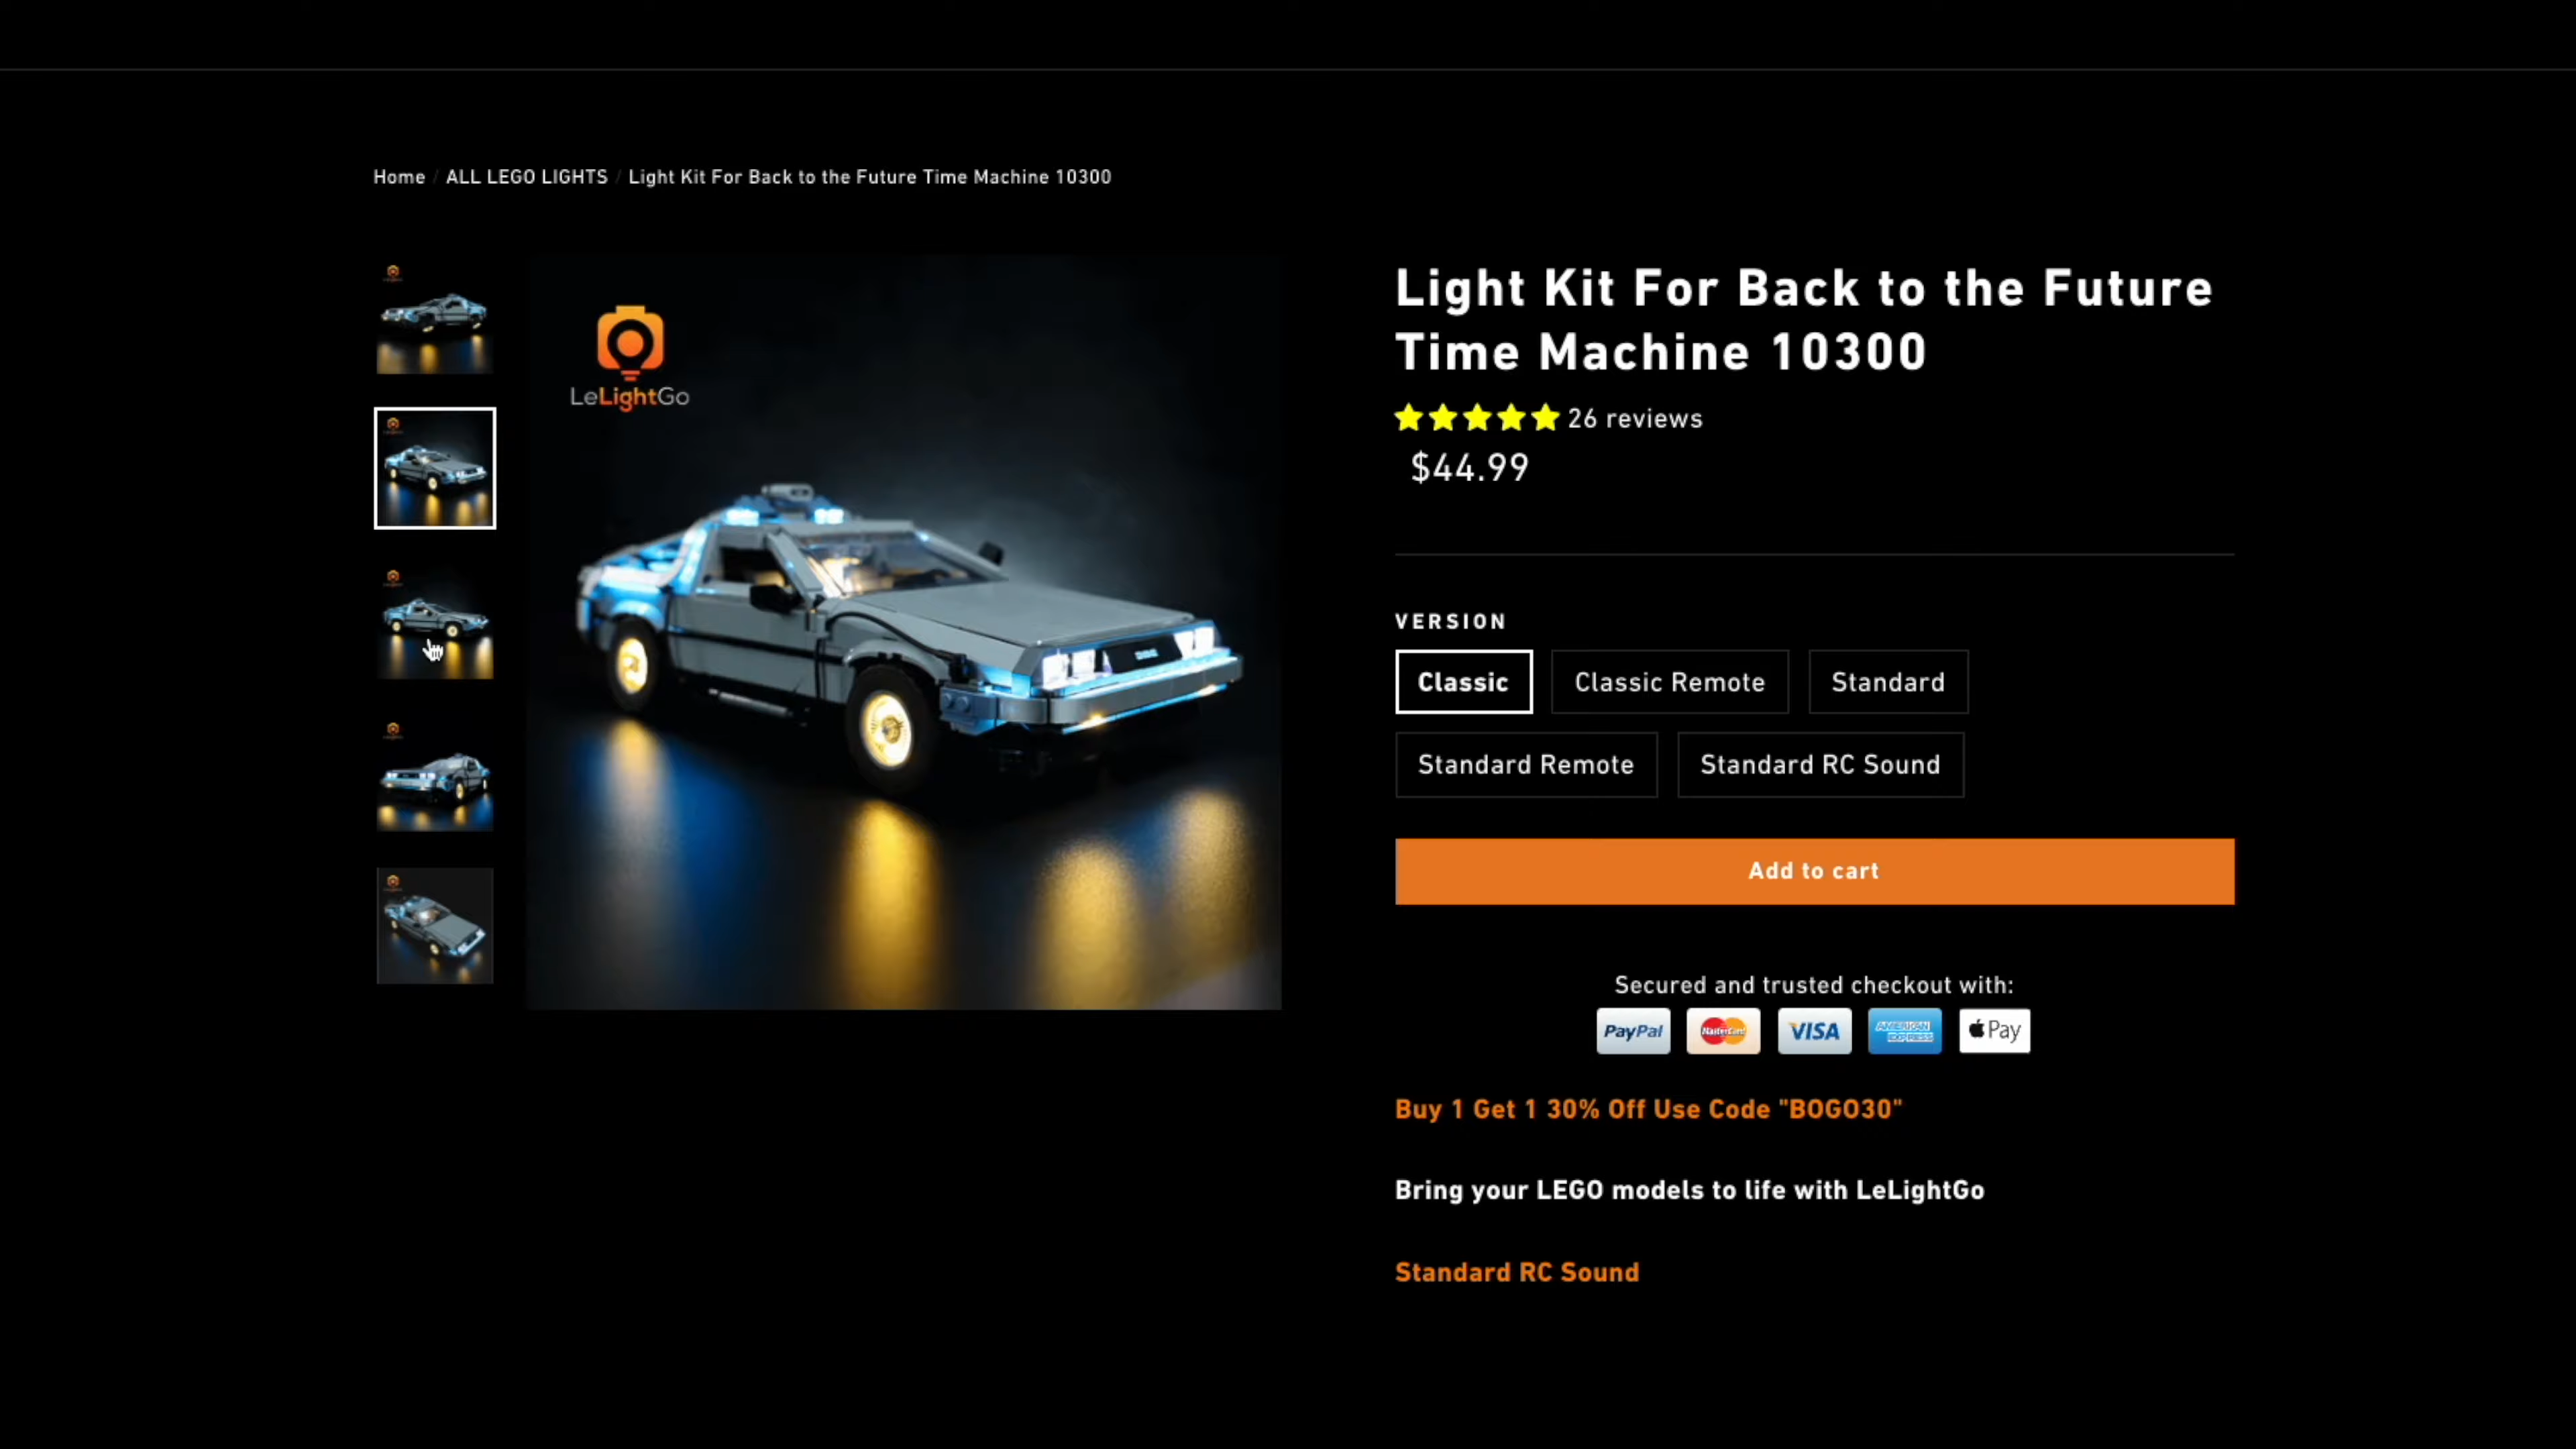 Home / ALL LEGO LIGHTS / Light Kit For Back to the Future Time Machine 10300
LeLightGo
Light Kit For Back to the Future
Time Machine 10300
26 reviews
$44.99
VERSION
Classic
Classic Remote
Standard
Standard Remote
Standard RC Sound
Add to cart
Secured and trusted checkout with:
PayPal
MasterCard
VISA
AMERICAN EXPRESS
Pay
Buy 1 Get 1 30% Off Use Code "BOGO30"
Bring your LEGO models to life with LeLightGo
Standard RC Sound